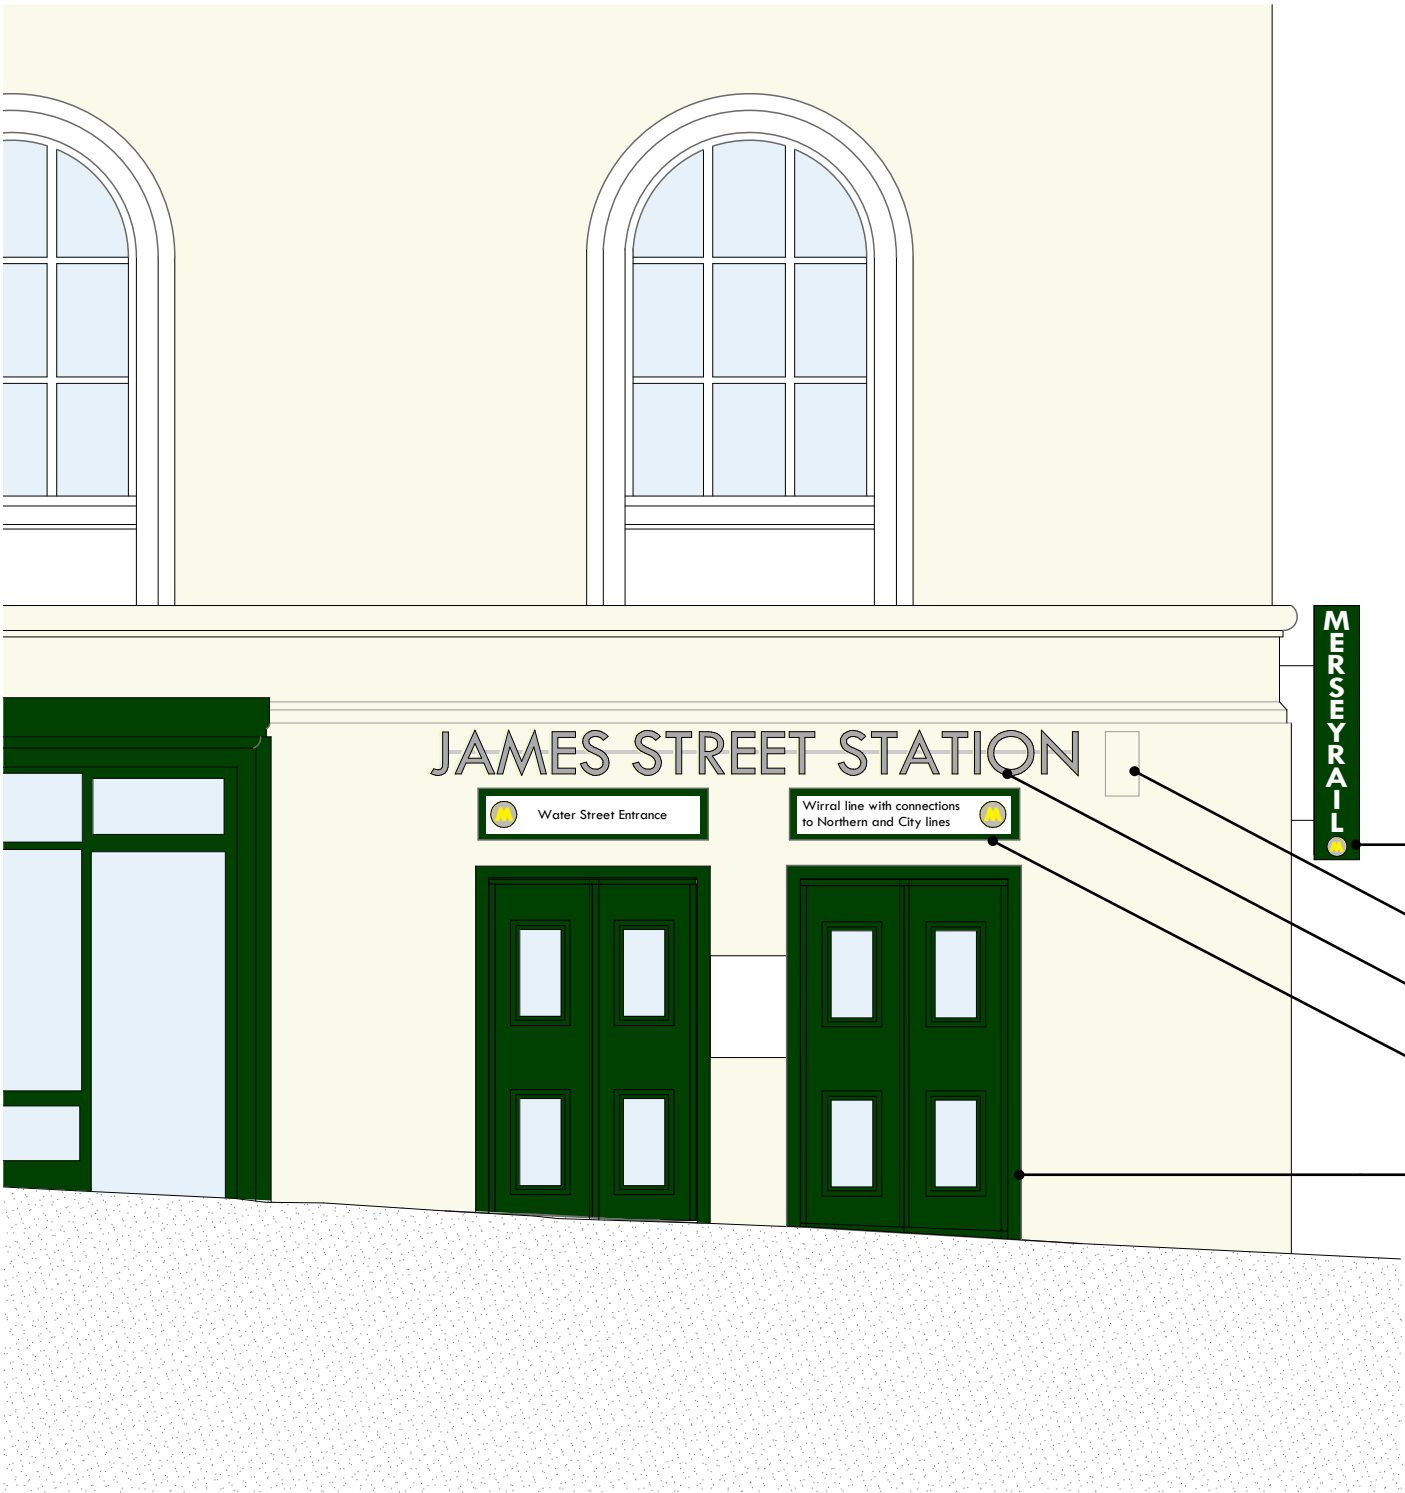 JAMES STREET STATION
Water Street Entrance
Wirral line with connections
to Northern and City lines
MERSEYRAIL